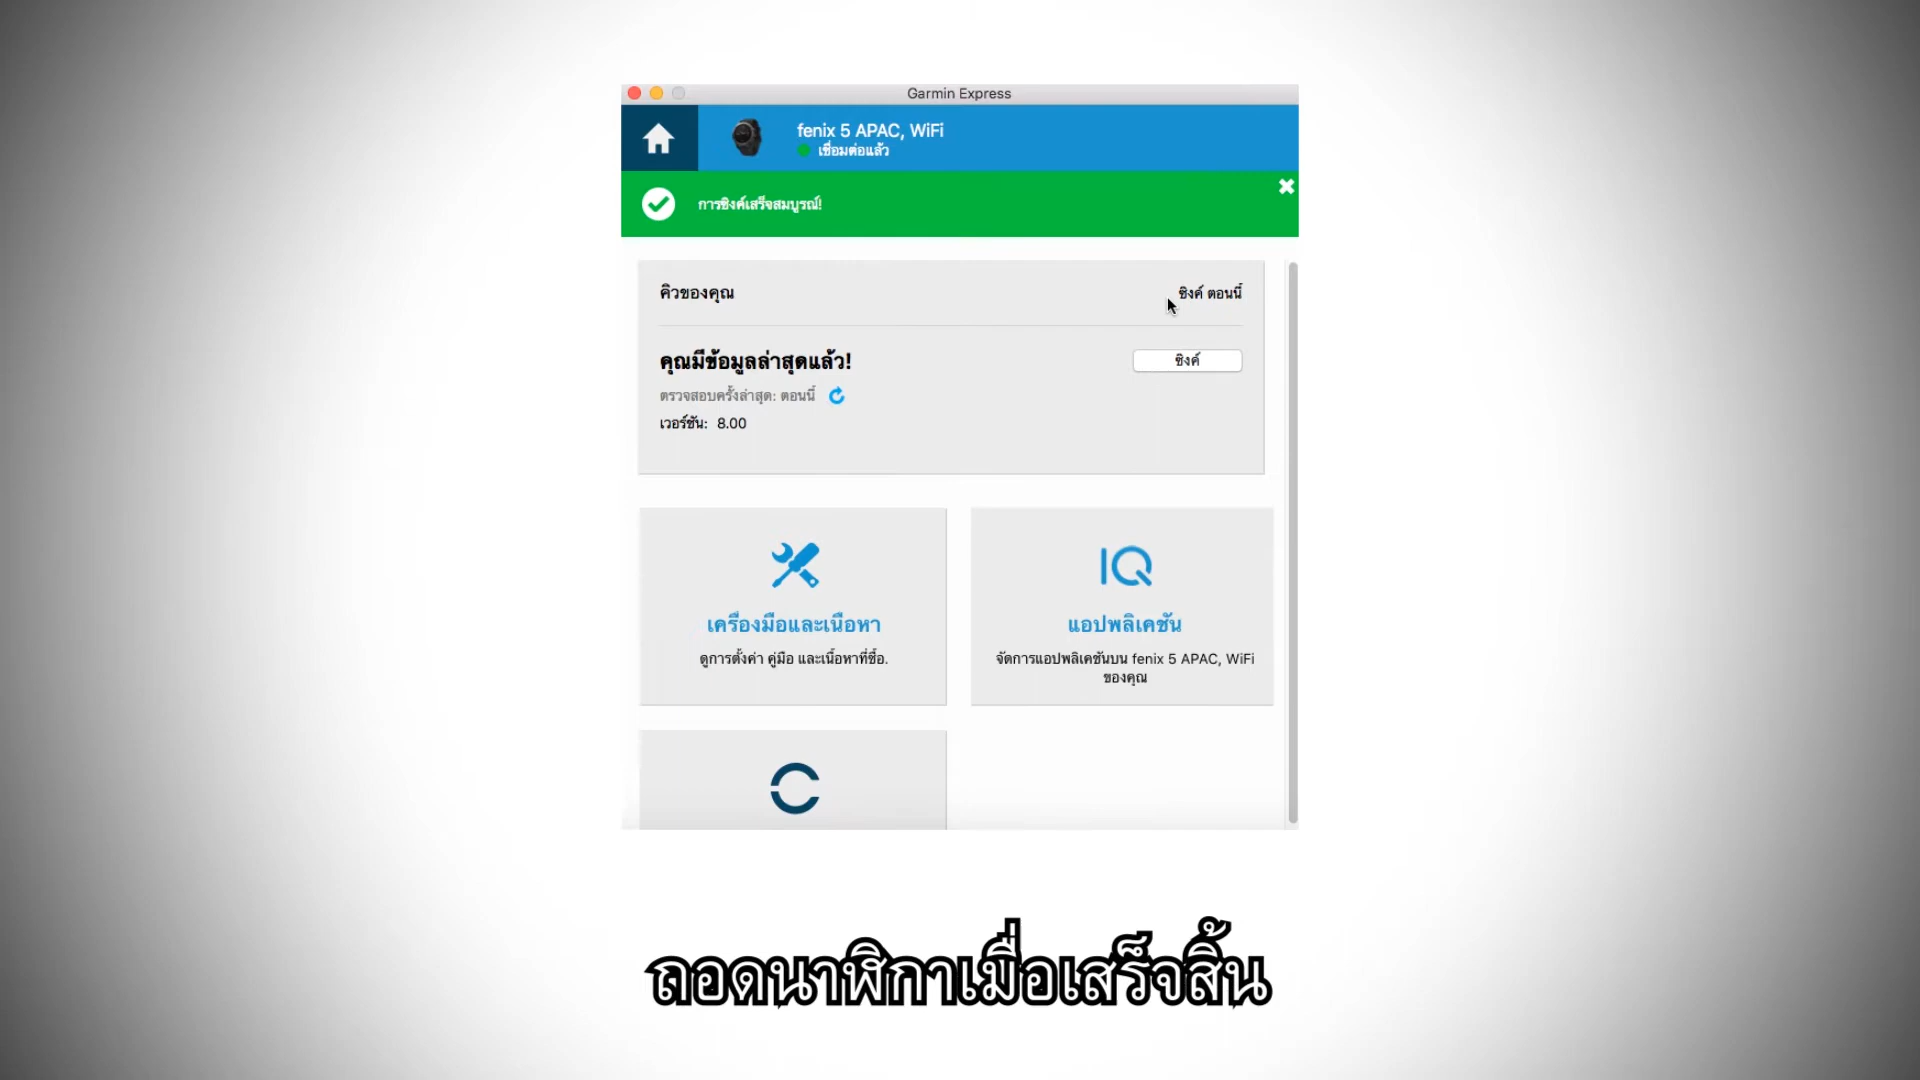 Garmin Express
fenix 5 APAC, WiFi
เชื่อมต่อแล้ว
การซิงค์เสร็จสมบูรณ์!
คิวของคุณ
ซิงค์ ตอนนี้
คุณมีข้อมูลล่าสุดแล้ว!
ซิงค์
ตรวจสอบครั้งล่าสุด: ตอนนี้
เวอร์ชัน: 8.00
IQ
เครื่องมือและเนื้อหา
ดูการตั้งค่า คู่มือ และเนื้อหาที่ซื้อ.
แอปพลิเคชัน
จัดการแอปพลิเคชันบน fenix 5 APAC, WiFi
ของคุณ
ถอดนาฬิกาเมื่อเสร็จสิ้น